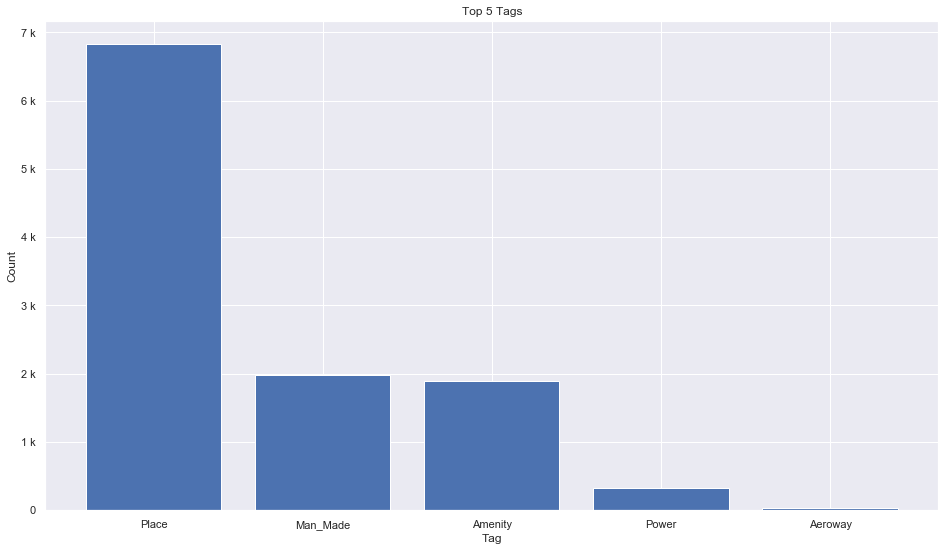 Top 5 Tags
7 k
6 k
5 k
4 k
3 k
2 k
1 k
0
Count
Place Man_Made Amenity Power Aeroway
Tag